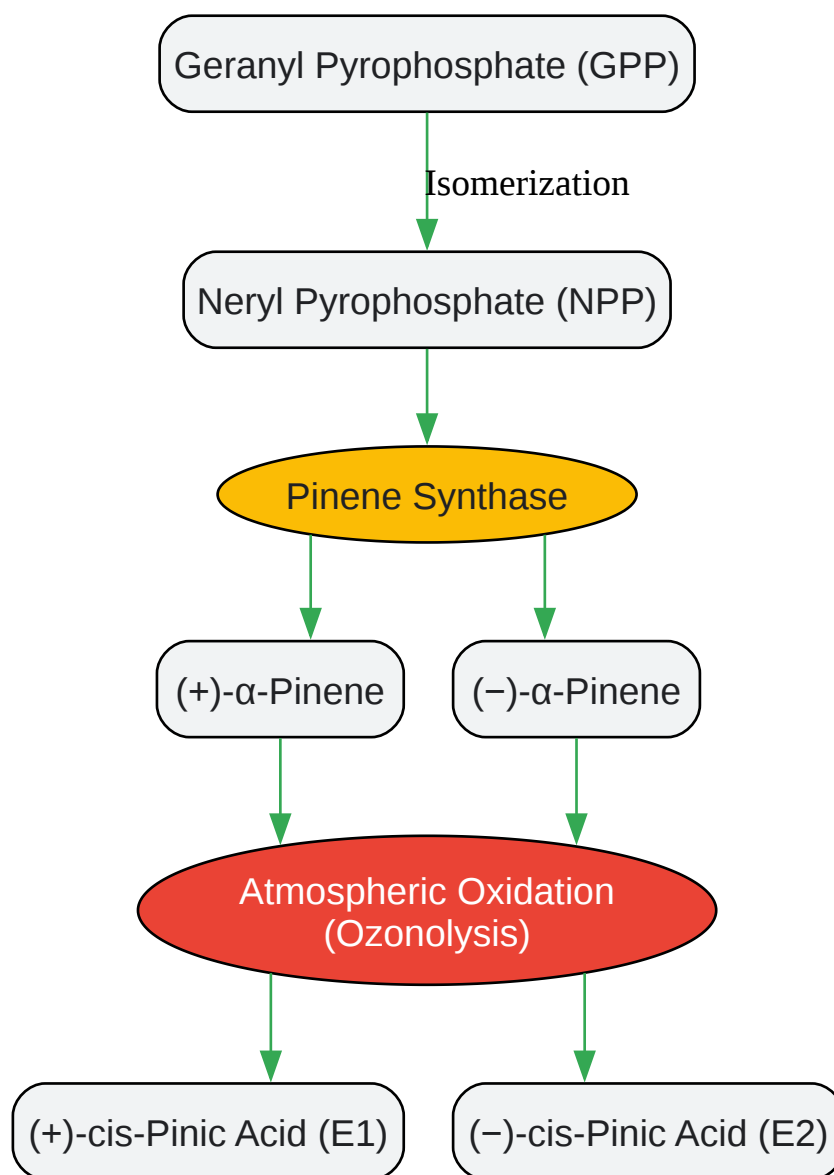 Geranyl Pyrophosphate (GPP)
Isomerization
Neryl Pyrophosphate (NPP)
Pinene Synthase
(+)-α-Pinene
(−)-α-Pinene
Atmospheric Oxidation
(Ozonolysis)
(+)-cis-Pinic Acid (E1)
(−)-cis-Pinic Acid (E2)